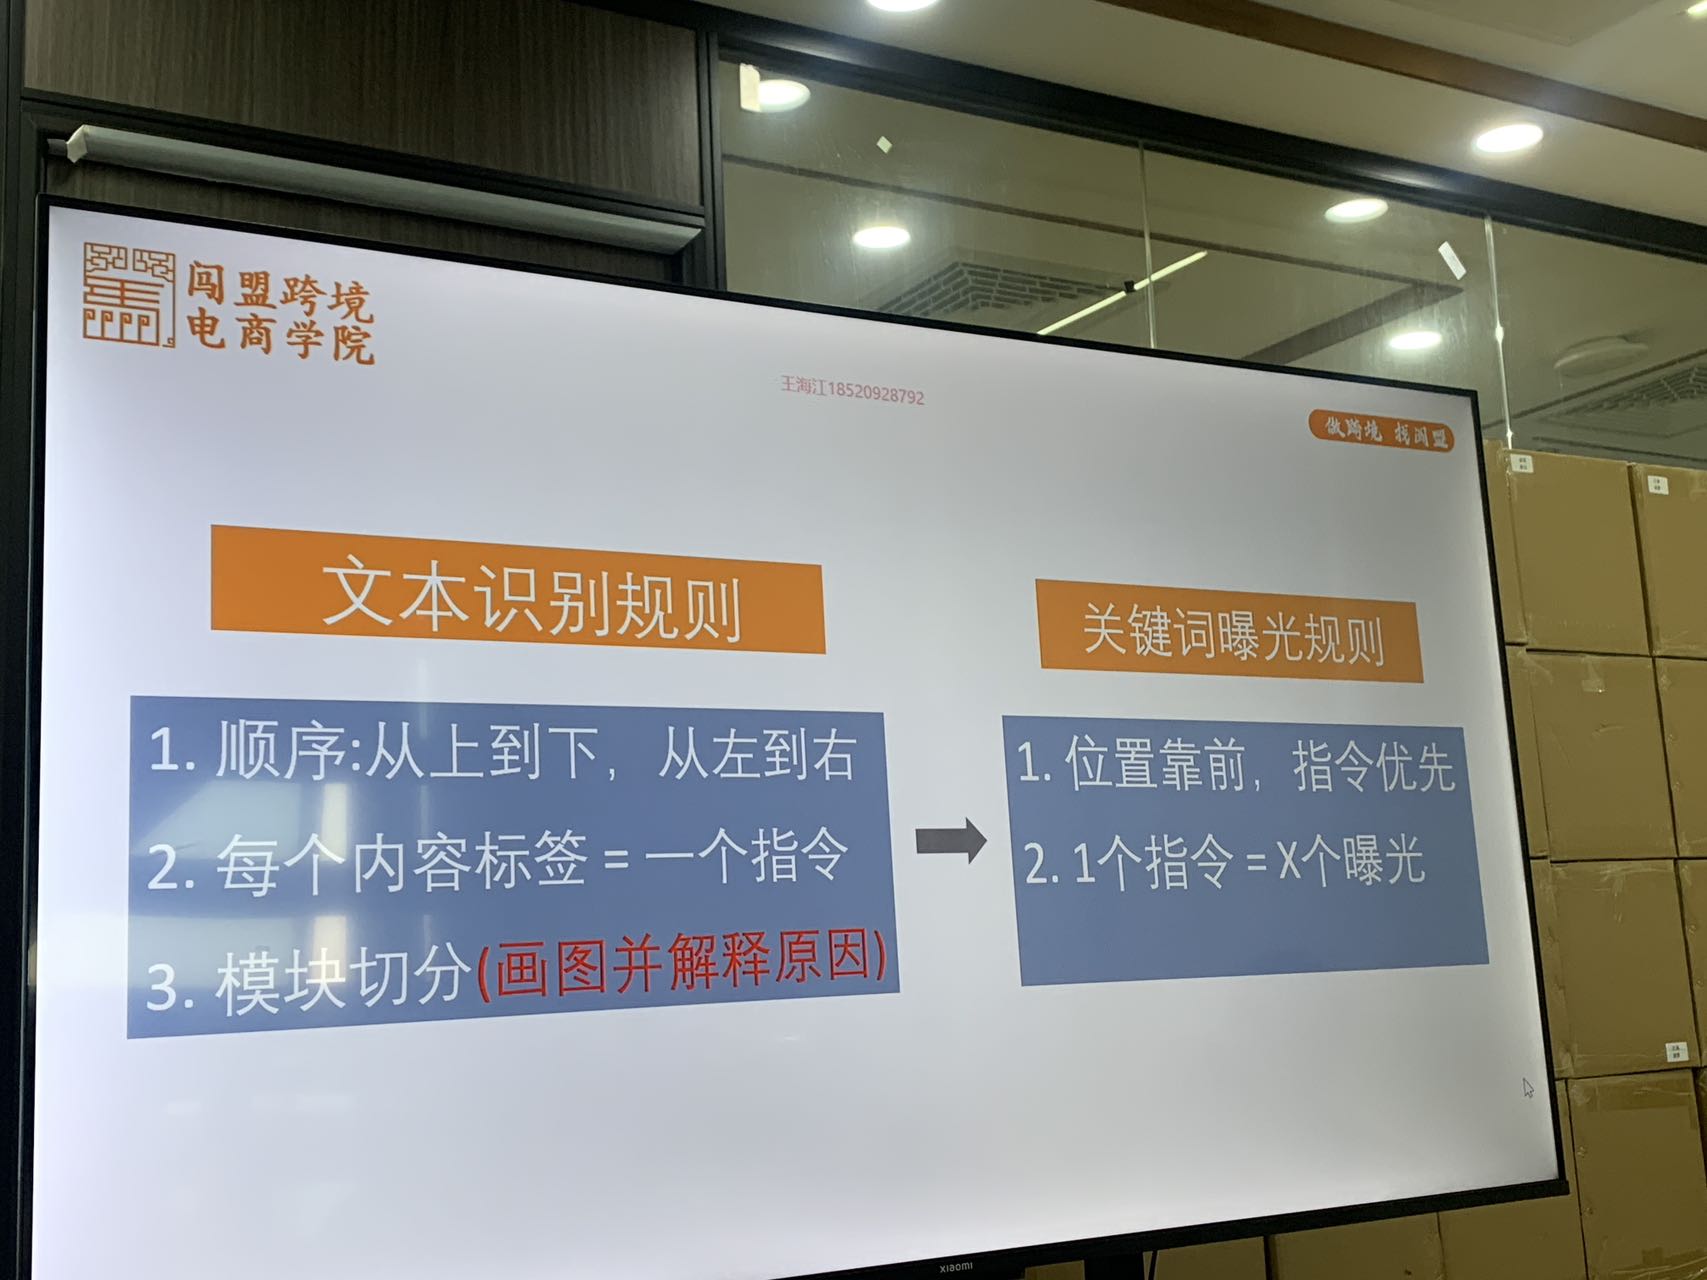 闯盟跨境
电商学院
王海江18520928792
做跨境 找闯盟
文本识别规则
1. 顺序:从上到下，从左到右
2. 每个内容标签 = 一个指令
3. 模块切分(画图并解释原因)
关键词曝光规则
1. 位置靠前，指令优先
2. 1个指令 = X个曝光
xiaomi